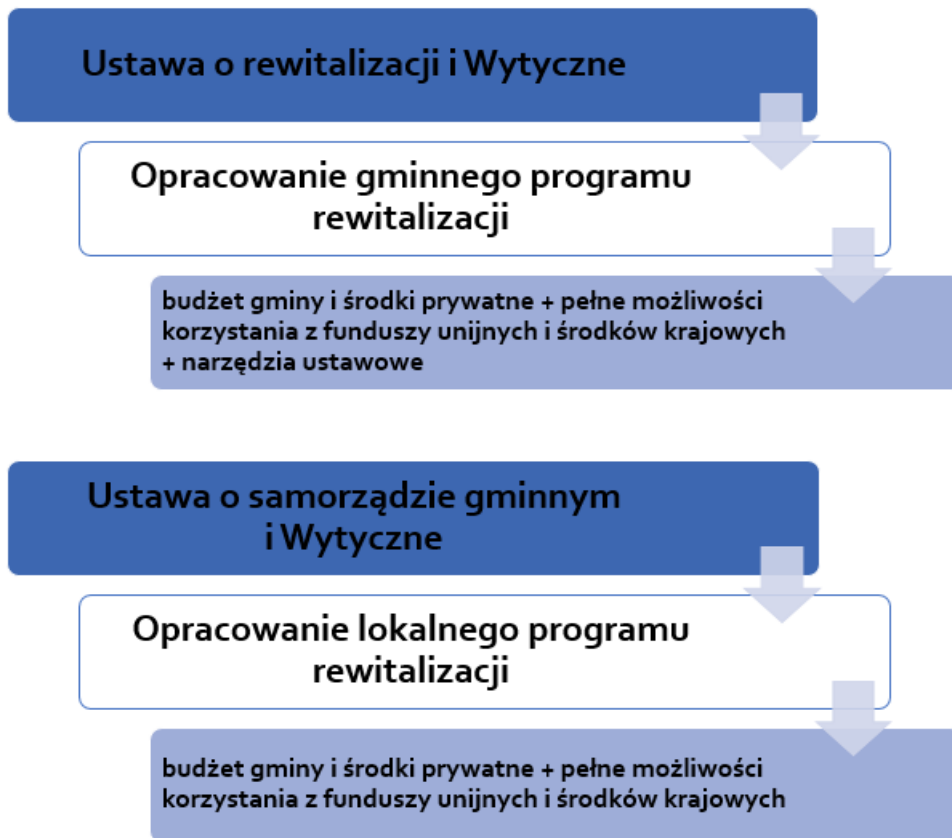 Ustawa o rewitalizacji i Wytyczne
Opracowanie gminnego programu
rewitalizacji
budżet gminy i środki prywatne + pełne możliwości
korzystania z funduszy unijnych i środków krajowych
+ narzędzia ustawowe
Ustawa o samorządzie gminnym
i Wytyczne
Opracowanie lokalnego programu
rewitalizacji
budżet gminy i środki prywatne + pełne możliwości
korzystania z funduszy unijnych i środków krajowych